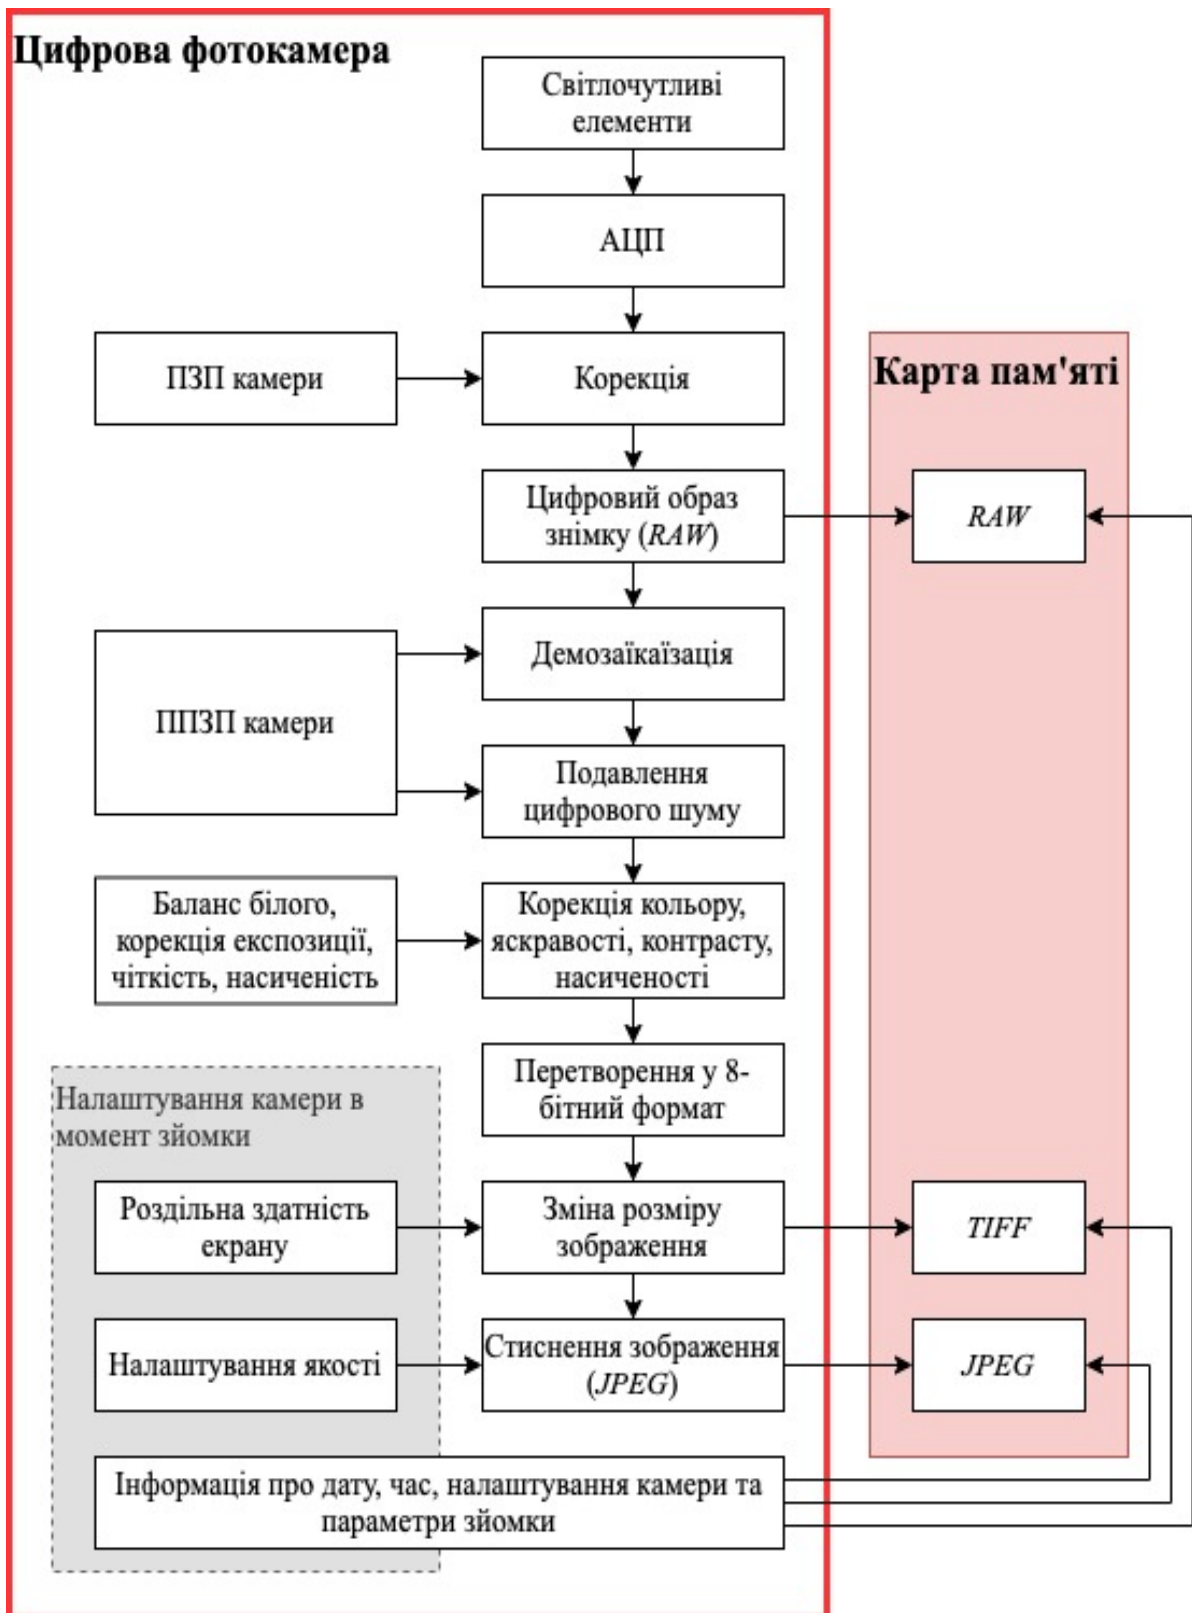 Цифрова фотокамера
Світлочутливі
елементи
АЦП
ПЗП камери
Корекція
Карта пам'яті
Цифровий образ
знімку (RAW)
RAW
Демозаїкаїзація
ППЗП камери
Подавлення
цифрового шуму
Баланс білого,
корекція експозиції,
чіткість, насиченість
Корекція кольору,
яскравості, контрасту,
насиченості
Перетворення у 8-
бітний формат
Налаштування камери в
момент зйомки
Роздільна здатність
екрану
Зміна розміру
зображення
TIFF
Налаштування якості
Стиснення зображення
(JPEG)
JPEG
Інформація про дату, час, налаштування камери та
параметри зйомки